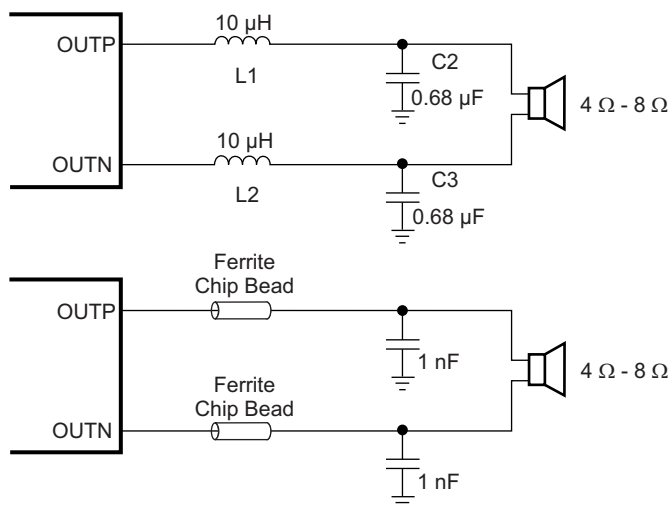 10 µH
OUTP
L1
C2
0.68 µF
4 Ω - 8 Ω
10 µH
OUTN
L2
C3
0.68 µF
Ferrite
Chip Bead
OUTP
1 nF
4 Ω - 8 Ω
Ferrite
Chip Bead
OUTN
1 nF